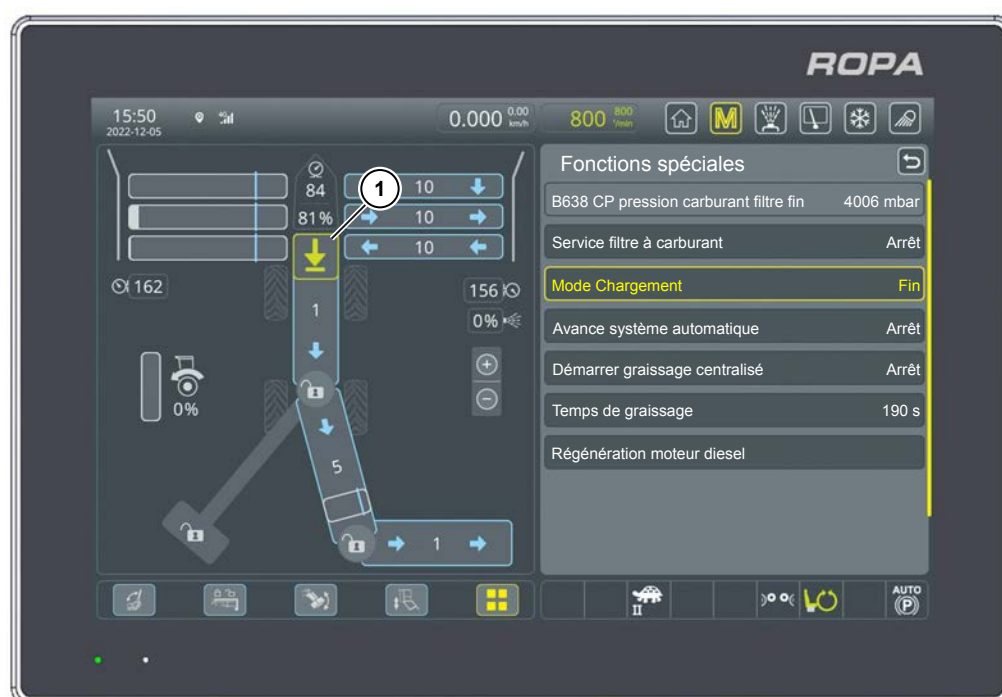 ROPA
15:50
2022-12-05
4G
0.000 0.00 km/h
800 800 1/min
M
Fonctions spéciales
84
1
10
B638 CP pression carburant filtre fin 4006 mbar
81%
10
Service filtre à carburant Arrêt
10
162
156
Mode Chargement Fin
1
0%
Avance système automatique Arrêt
0%
Démarrer graissage centralisé Arrêt
Temps de graissage 190 s
5
Régénération moteur diesel
1
II
AUTO
P